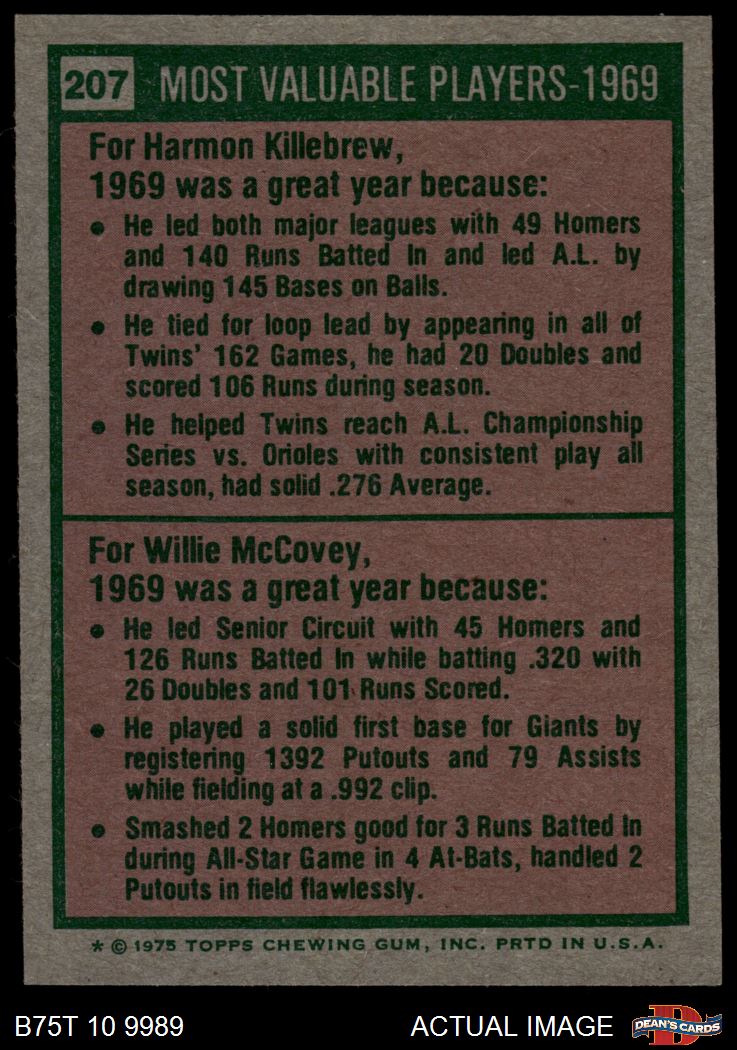 207 MOST VALUABLE PLAYERS-1969
For Harmon Killebrew,
1969 was a great year because:
• He led both major leagues with 49 Homers
and 140 Runs Batted In and led A.L. by
drawing 145 Bases on Balls.
• He tied for loop lead by appearing in all of
Twins' 162 Games, he had 20 Doubles and
scored 106 Runs during season.
• He helped Twins reach A.L. Championship
Series vs. Orioles with consistent play all
season, had solid .276 Average.
For Willie McCovey,
1969 was a great year because:
• He led Senior Circuit with 45 Homers and
126 Runs Batted In while batting .320 with
26 Doubles and 101 Runs Scored.
• He played a solid first base for Giants by
registering 1392 Putouts and 79 Assists
while fielding at a .992 clip.
• Smashed 2 Homers good for 3 Runs Batted In
during All-Star Game in 4 At-Bats, handled 2
Putouts in field flawlessly.
* © 1975 TOPPS CHEWING GUM, INC. PRTD IN U.S.A.
B75T 10 9989 ACTUAL IMAGE D DEAN'S CARDS